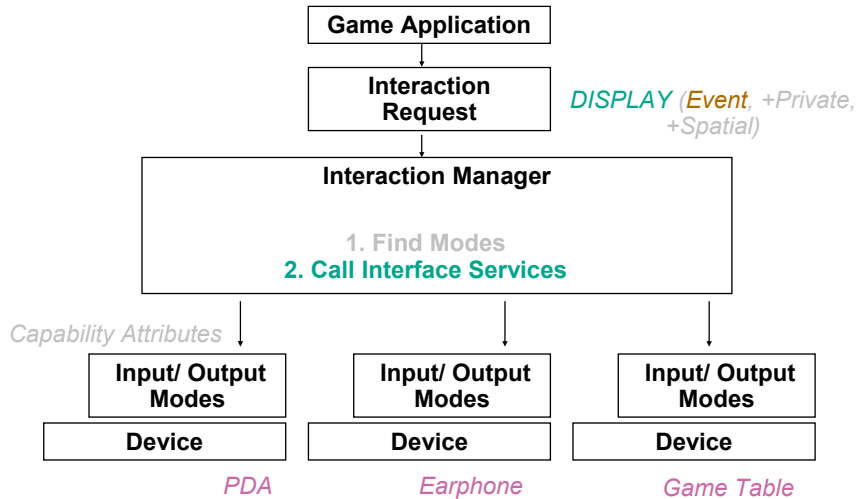 Game Application
Interaction
Request
DISPLAY (Event, +Private,
+Spatial)
Interaction Manager
1. Find Modes
2. Call Interface Services
Capability Attributes
Input/ Output
Modes
Input/ Output
Modes
Input/ Output
Modes
Device
Device
Device
PDA
Earphone
Game Table